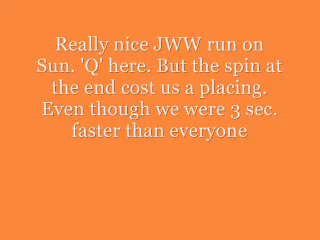 Really nice JWW run on
Sun. 'Q' here. But the spin at
the end cost us a placing.
Even though we were 3 sec.
faster than everyone